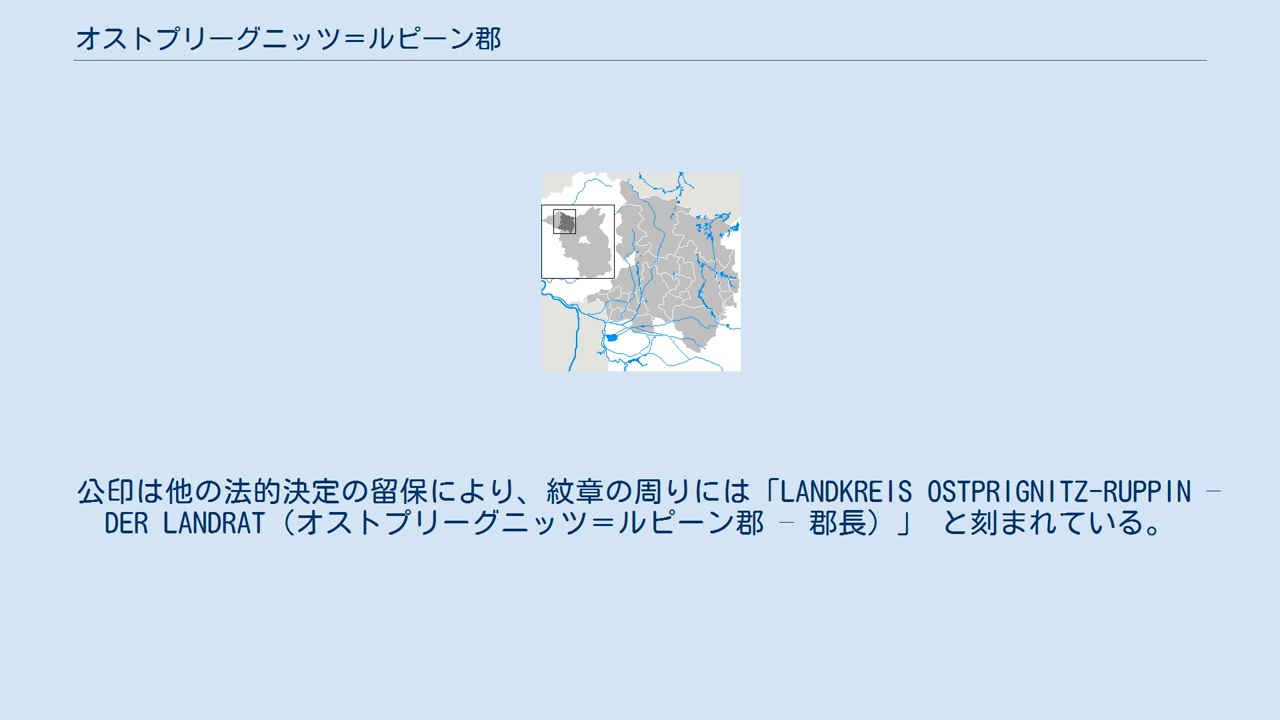 オストプリーグニッツ＝ルピーン郡
公印は他の法的決定の留保により、紋章の周りには「LANDKREIS OSTPRIGNITZ-RUPPIN –
DER LANDRAT（オストプリーグニッツ＝ルピーン郡 – 郡長）」 と刻まれている。